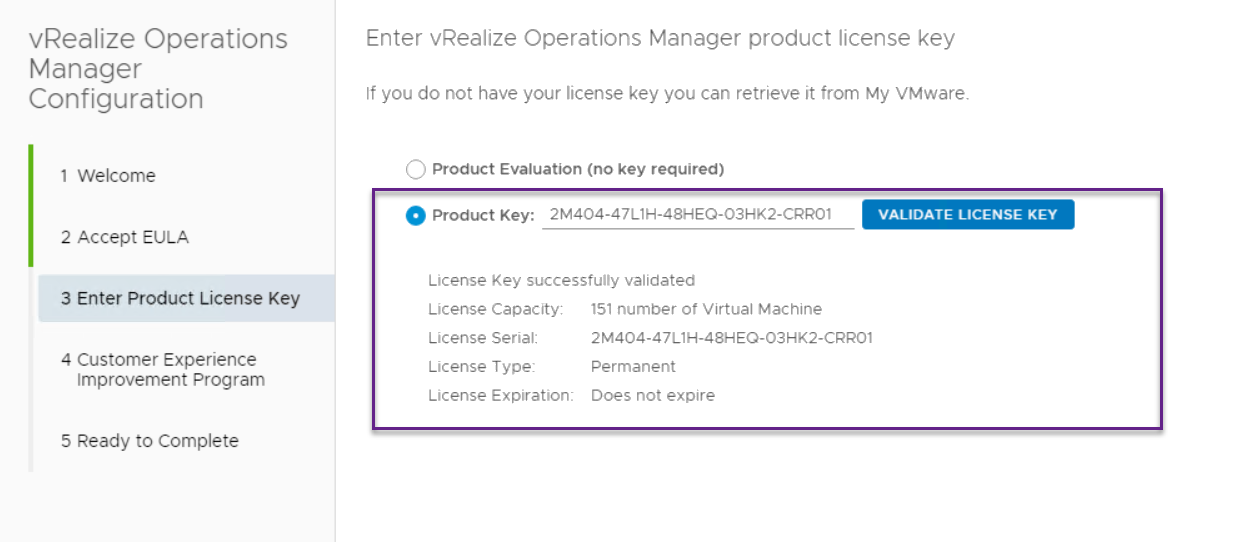 vRealize Operations
Manager
Configuration
1 Welcome
2 Accept EULA
3 Enter Product License Key
4 Customer Experience
Improvement Program
5 Ready to Complete
Enter vRealize Operations Manager product license key
If you do not have your license key you can retrieve it from My VMware.
Product Evaluation (no key required)
Product Key: 2M404-47L1H-48HEQ-03HK2-CRR01 VALIDATE LICENSE KEY
License Key successfully validated
License Capacity: 151 number of Virtual Machine
License Serial: 2M404-47L1H-48HEQ-03HK2-CRR01
License Type: Permanent
License Expiration: Does not expire